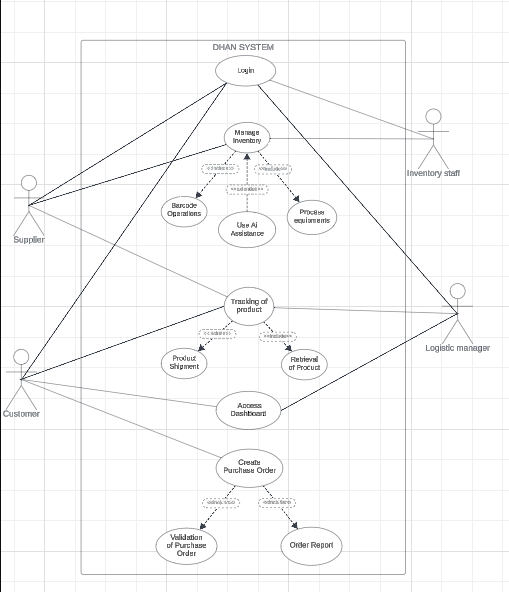 DHAN SYSTEM
Login
Manage
Inventory
Inventory staff
Barcode
Operations
Process
equipments
Use Ai
Assistance
Supplier
Tracking of
product
Logistic manager
Product
Shipment
Retrieval
of Product
Customer
Access
Dashboard
Create
Purchase Order
Validation
of Purchase
Order
Order Report